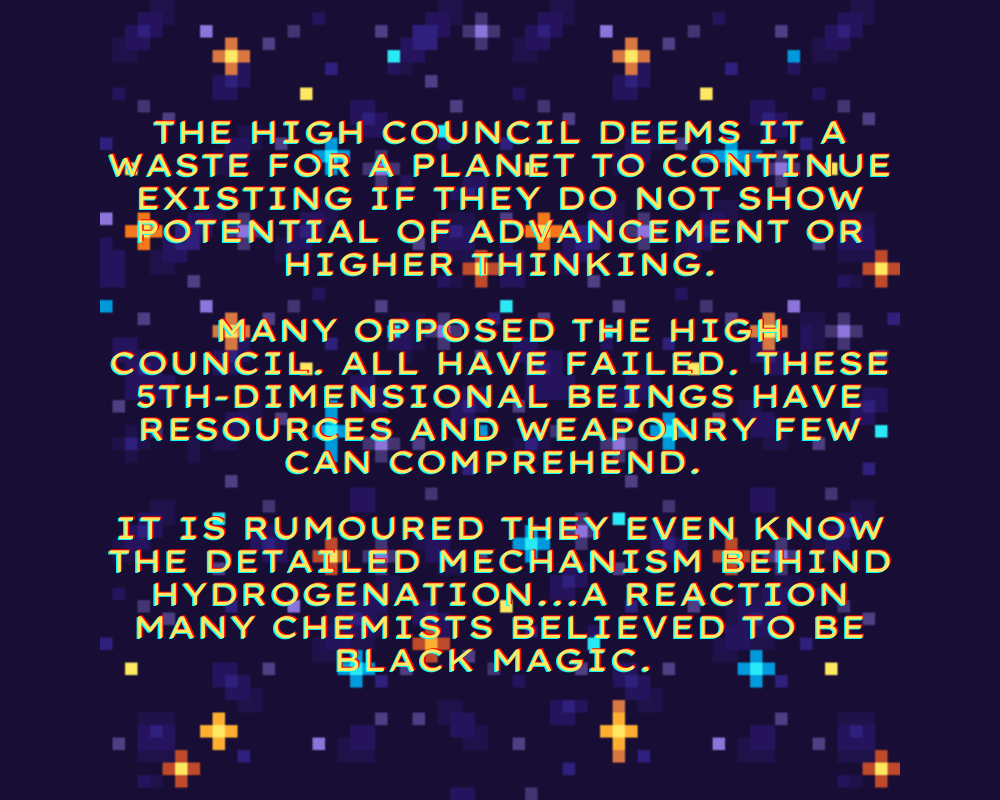 THE HIGH COUNCIL DEEMS IT A
WASTE FOR A PLANET TO CONTINUE
EXISTING IF THEY DO NOT SHOW
POTENTIAL OF ADVANCEMENT OR
HIGHER THINKING.
MANY OPPOSED THE HIGH
COUNCIL. ALL HAVE FAILED. THESE
5TH-DIMENSIONAL BEINGS HAVE
RESOURCES AND WEAPONRY FEW
CAN COMPREHEND.
IT IS RUMOURED THEY EVEN KNOW
THE DETAILED MECHANISM BEHIND
HYDROGENATION...A REACTION
MANY CHEMISTS BELIEVED TO BE
BLACK MAGIC.